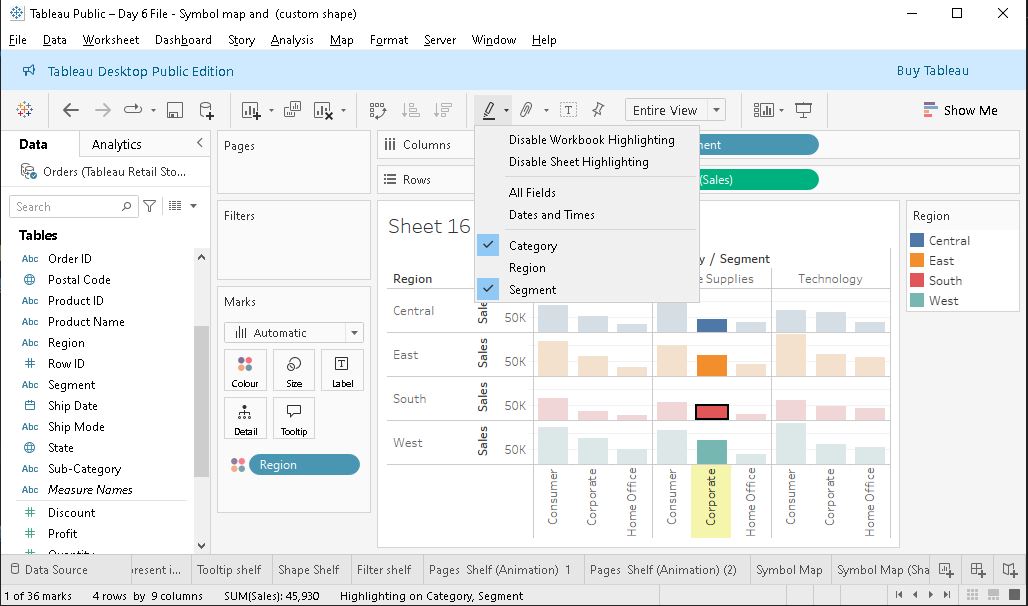 Tableau Public – Day 6 File - Symbol map and (custom shape)
File Data Worksheet Dashboard Story Analysis Map Format Server Window Help
Tableau Desktop Public Edition
Buy Tableau
Entire View
Show Me
Data Analytics
Orders (Tableau Retail Sto...
Search
Tables
Abc Order ID
Postal Code
Abc Product ID
Abc Product Name
Abc Region
# Row ID
Abc Segment
Ship Date
Abc Ship Mode
State
Abc Sub-Category
Abc Measure Names
# Discount
# Profit
# Quantity
Pages
Filters
Marks
Automatic
Colour Size Label
Detail Tooltip
Region
Columns
Rows
Disable Workbook Highlighting
Disable Sheet Highlighting
All Fields
Dates and Times
Category
Region
Segment
ment
(Sales)
Sheet 16
y / Segment
Region
e Supplies
Technology
Central Sales 50K
East Sales 50K
South Sales 50K
West Sales 50K
Consumer Corporate Home Office Consumer Corporate Home Office Consumer Corporate Home Office
Region
Central
East
South
West
Data Source
present i...
Tooltip shelf
Shape Shelf
Filter shelf
Pages Shelf(Animation) 1
Pages Shelf (Animation) (2)
Symbol Map
Symbol Map (Sha
1 of 36 marks 4 rows by 9 columns SUM(Sales): 45,930 Highlighting on Category, Segment